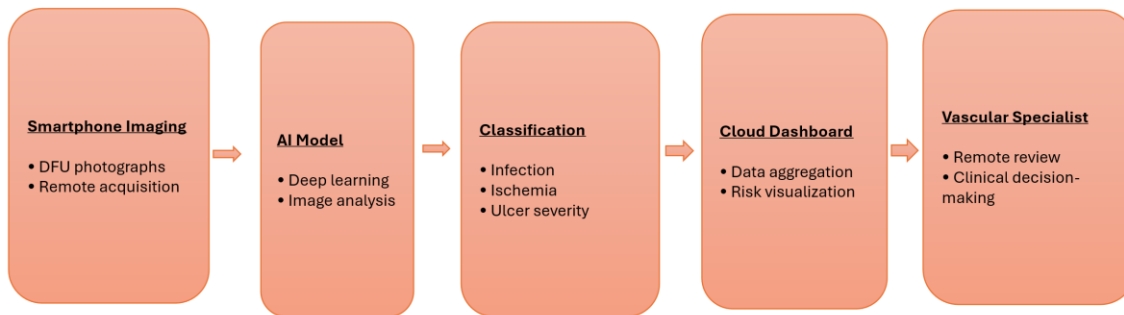 Smartphone Imaging
• DFU photographs
• Remote acquisition
AI Model
• Deep learning
• Image analysis
Classification
• Infection
• Ischemia
• Ulcer severity
Cloud Dashboard
• Data aggregation
• Risk visualization
Vascular Specialist
• Remote review
• Clinical decision-
making